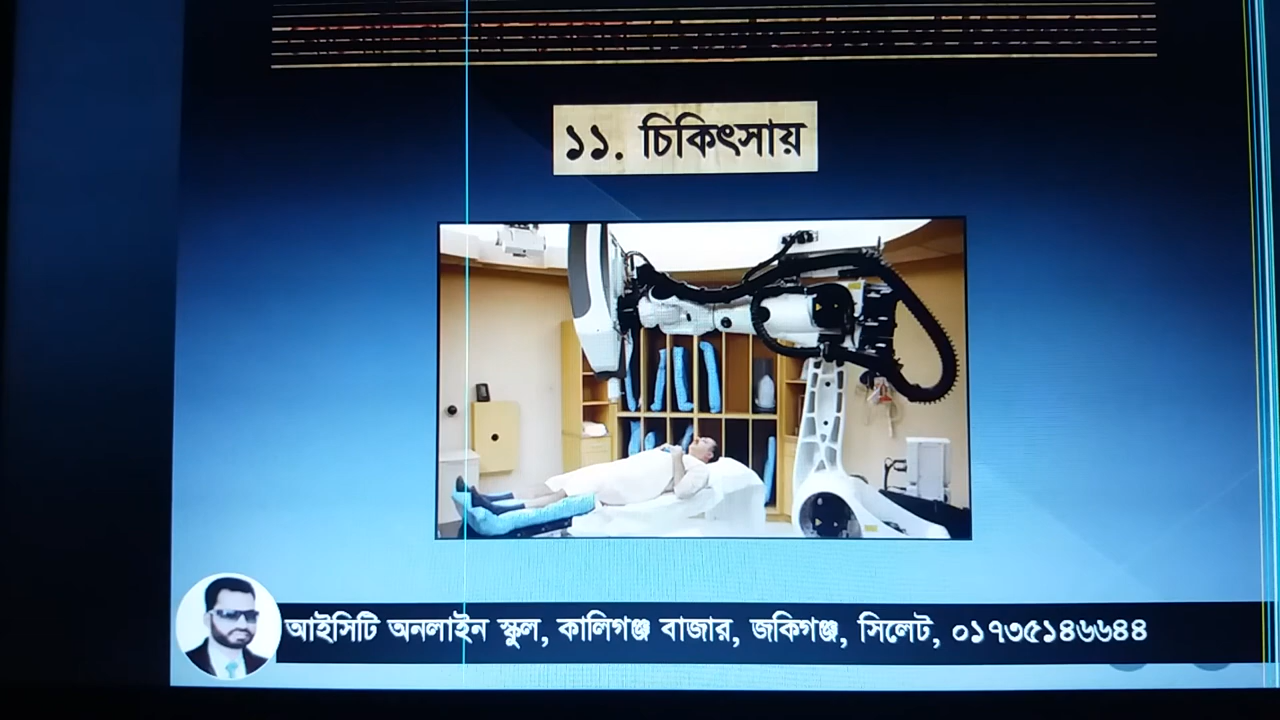 ১১. চিকিৎসায়
আইসিটি অনলাইন স্কুল, কালিগঞ্জ বাজার, জকিগঞ্জ, সিলেট, ০১৭৩৫১৪৬৬৪৪